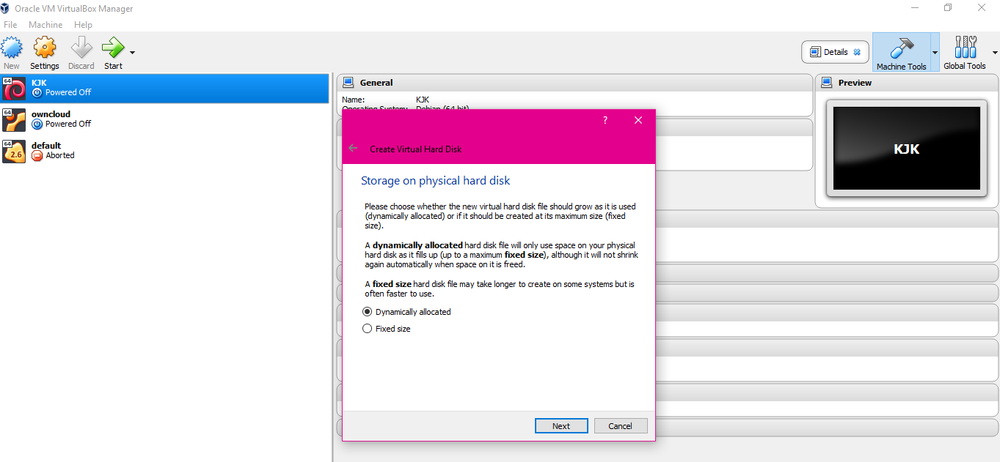 Oracle VM VirtualBox Manager
File Machine Help
New Settings Discard Start
Details
Machine Tools
Global Tools
64
KJK
Powered Off
64
owncloud
Powered Off
64
2.6
default
Aborted
General
Name: KJK
Operating System: Debian (64-bit)
Preview
KJK
?
Create Virtual Hard Disk
Storage on physical hard disk
Please choose whether the new virtual hard disk file should grow as it is used
(dynamically allocated) or if it should be created at its maximum size (fixed
size).
A dynamically allocated hard disk file will only use space on your physical
hard disk as it fills up (up to a maximum fixed size), although it will not shrink
again automatically when space on it is freed.
A fixed size hard disk file may take longer to create on some systems but is
often faster to use.
Dynamically allocated
Fixed size
Next Cancel